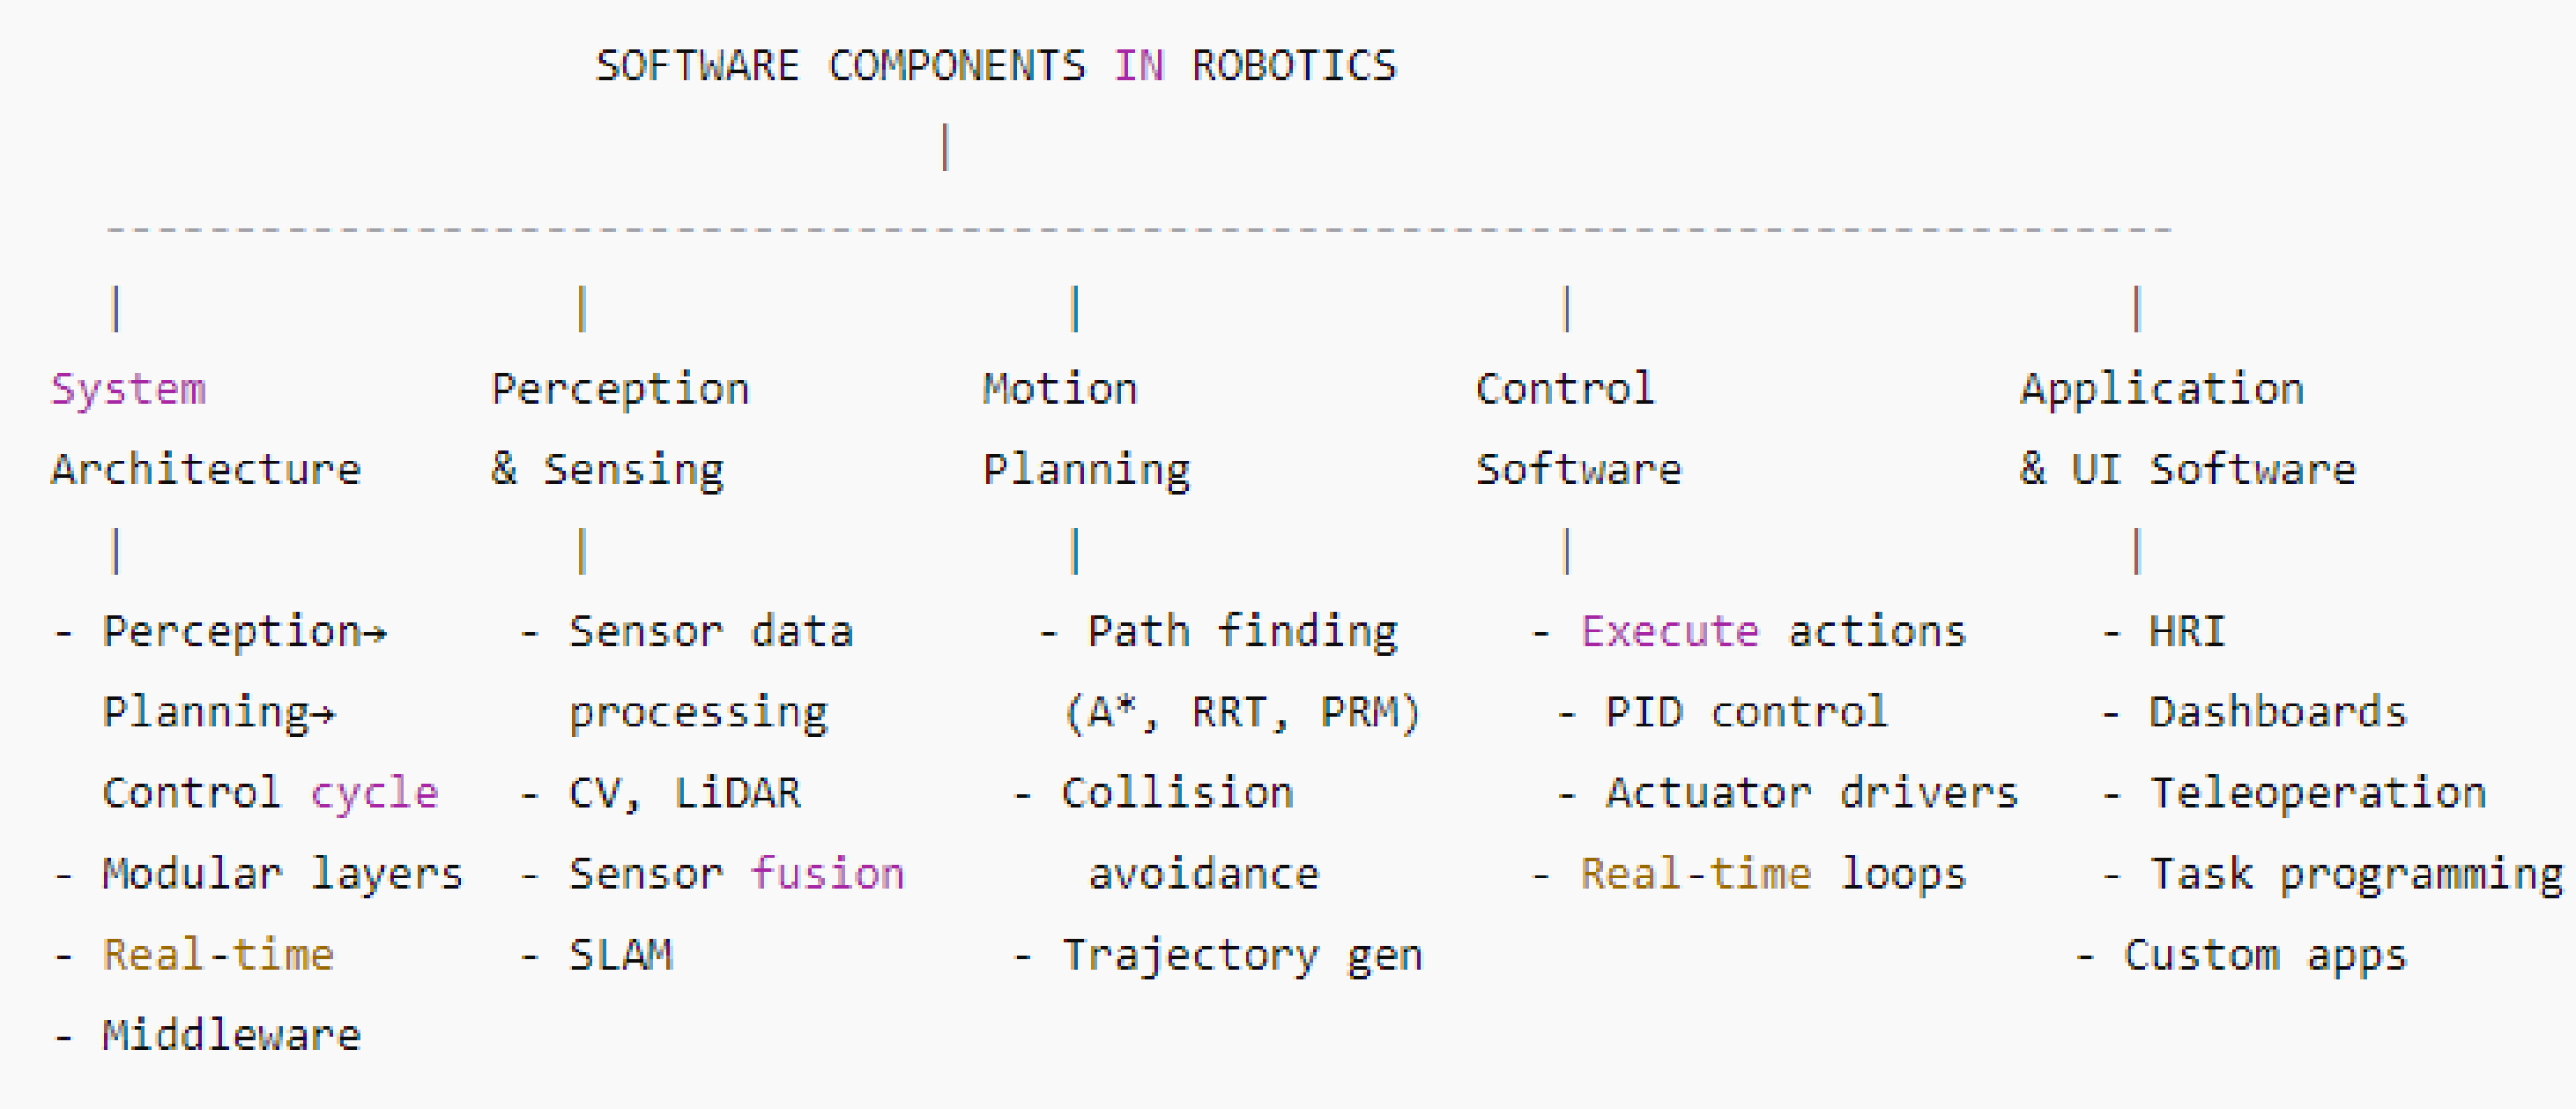 SOFTWARE COMPONENTS IN ROBOTICS
|
--------------------------------------------------------------------------------
| | | | |
System Perception Motion Control Application
Architecture & Sensing Planning Software & UI Software
| | | | |
- Perception→ - Sensor data - Path finding - Execute actions - HRI
Planning→ processing (A*, RRT, PRM) - PID control - Dashboards
Control cycle - CV, LiDAR - Collision - Actuator drivers - Teleoperation
- Modular layers - Sensor fusion avoidance - Real-time loops - Task programming
- Real-time - SLAM - Trajectory gen - Custom apps
- Middleware